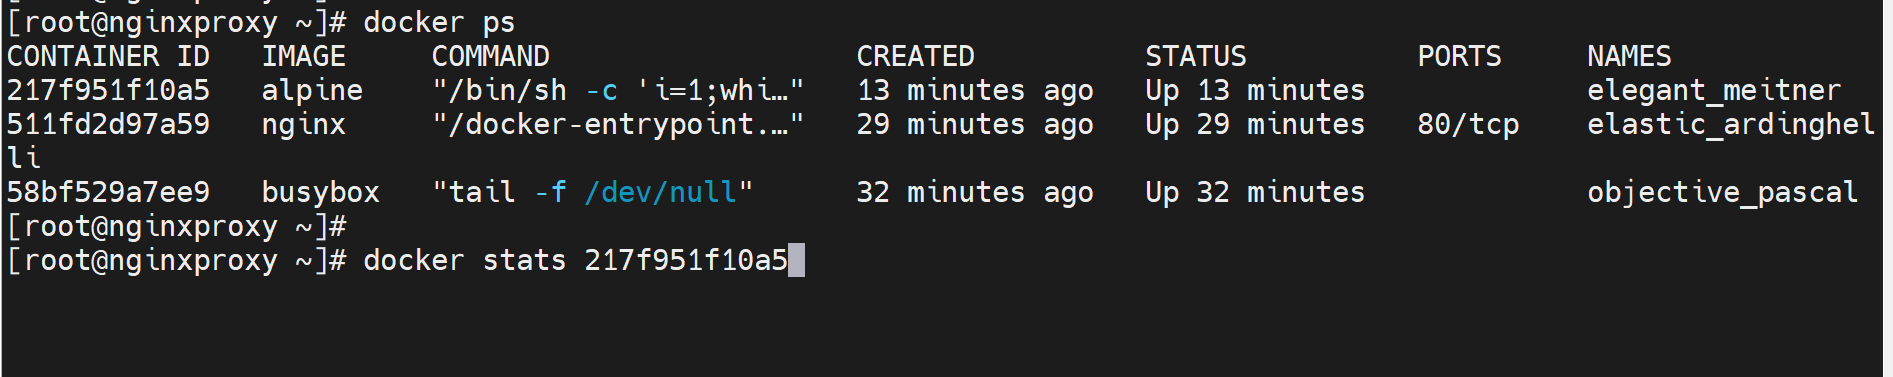 [root@nginxproxy ~]# docker ps
CONTAINER ID   IMAGE     COMMAND                  CREATED          STATUS          PORTS     NAMES
217f951f10a5   alpine    "/bin/sh -c 'i=1;whi…"   13 minutes ago   Up 13 minutes             elegant_meitner
511fd2d97a59   nginx     "/docker-entrypoint.…"   29 minutes ago   Up 29 minutes   80/tcp    elastic_ardinghel
li
58bf529a7ee9   busybox   "tail -f /dev/null"      32 minutes ago   Up 32 minutes             objective_pascal
[root@nginxproxy ~]#
[root@nginxproxy ~]# docker stats 217f951f10a5